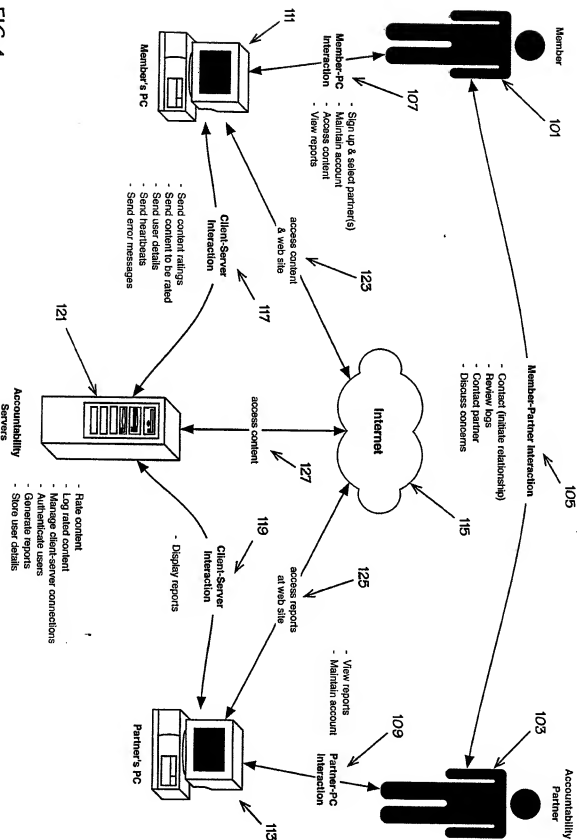 FIG. 1
Member
101
Member-PC
Interaction
107
- Sign up & select partner(s)
- Maintain account
- Access content
- View reports
111
Member's PC
Member-Partner Interaction
105
- Contact (initiate relationship)
- Review logs
- Contact partner
- Discuss concerns
Accountability
Partner
103
Partner-PC
Interaction
109
- View reports
- Maintain account
Partner's PC
113
access content
& web site
123
Internet
115
access reports
at web site
125
access content
127
Client-Server
Interaction
117
- Send content ratings
- Send content to be rated
- Send user details
- Send heartbeats
- Send error messages
Client-Server
Interaction
119
- Display reports
121
Accountability
Servers
- Rate content
- Log rated content
- Manage client-server connections
- Authenticate users
- Generate reports
- Store user details